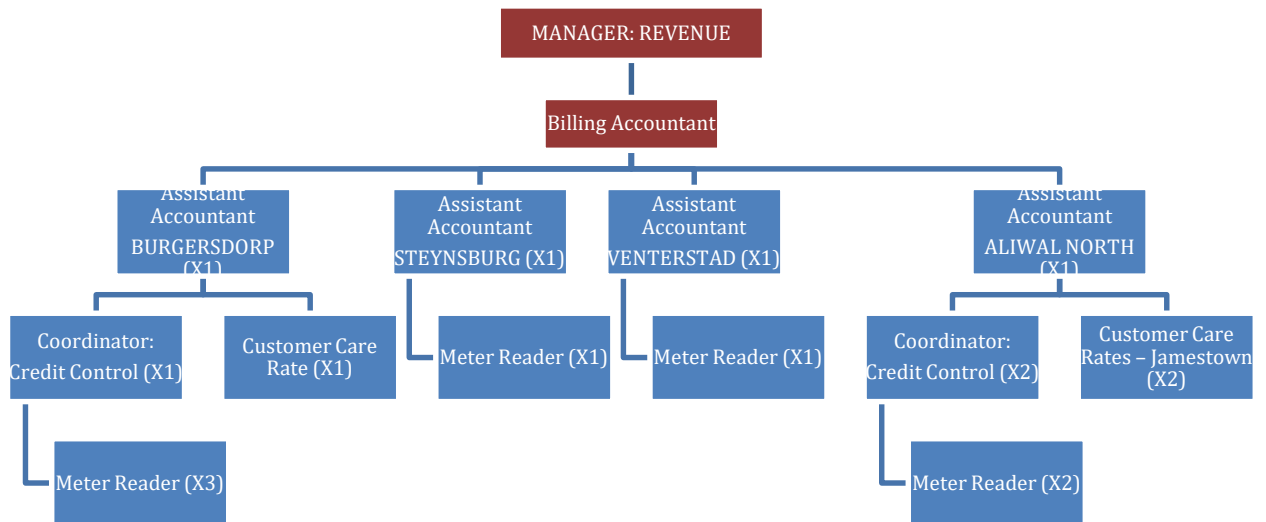 MANAGER: REVENUE
Billing Accountant
Assistant
Accountant
BURGERSDORP
(X1)
Assistant
Accountant
STEYNSBURG (X1)
Assistant
Accountant
VENTERSTAD (X1)
Assistant
Accountant
ALIWAL NORTH
(X1)
Coordinator:
Credit Control (X1)
Customer Care
Rate (X1)
Meter Reader (X1)
Meter Reader (X1)
Coordinator:
Credit Control (X2)
Customer Care
Rates – Jamestown
(X2)
Meter Reader (X3)
Meter Reader (X2)